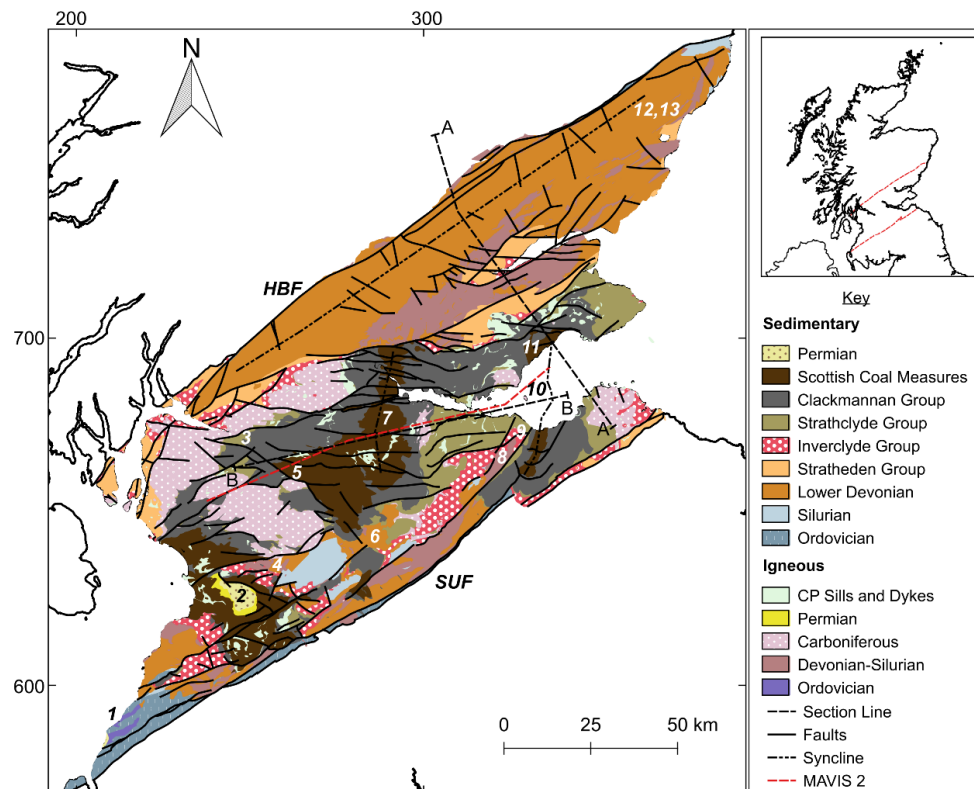 200
300
N
A
12,13
HBF
700
11
10
B
7
3
9
A
B
5
8
6
4
SUF
2
600
1
0
25
50 km
Key
Sedimentary
Permian
Scottish Coal Measures
Clackmannan Group
Strathclyde Group
Inverclyde Group
Stratheden Group
Lower Devonian
Silurian
Ordovician
Igneous
CP Sills and Dykes
Permian
Carboniferous
Devonian-Silurian
Ordovician
Section Line
Faults
Syncline
MAVIS 2